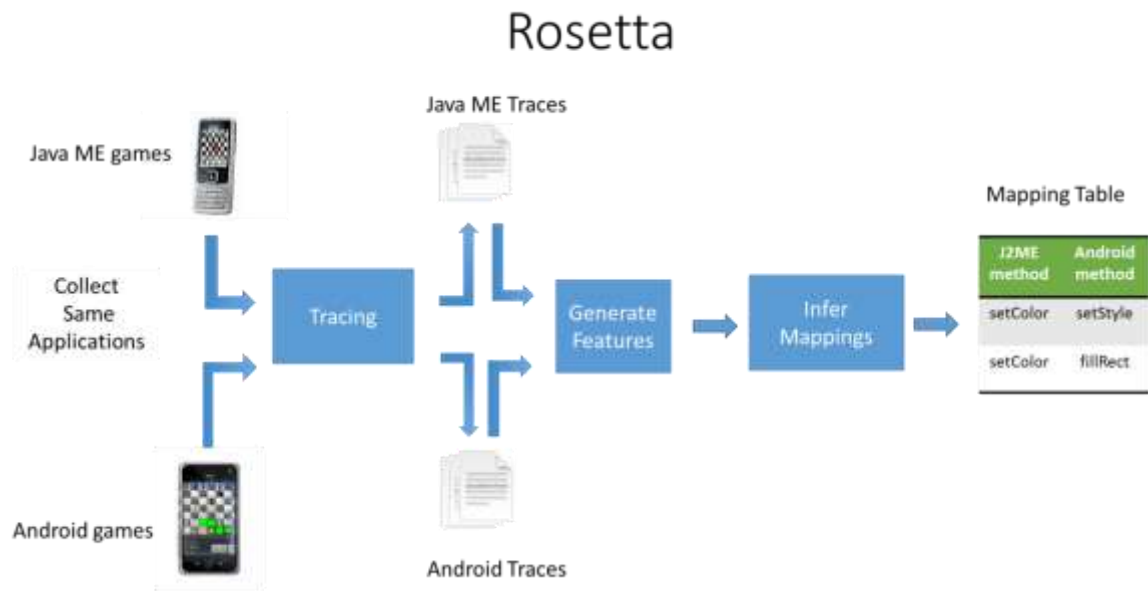 Rosetta
Java ME Traces
Java ME games
Mapping Table
J2ME Android
method method
Collect
Same
Applications
Tracing
Generate
Features
Infer
Mappings
setColor setStyle
setColor fillRect
Android games
Android Traces